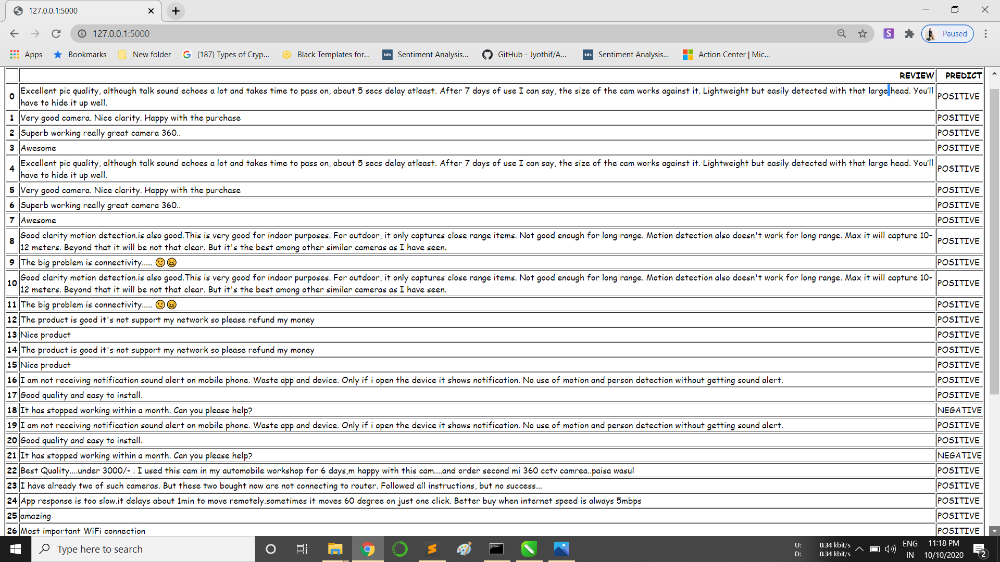 127.0.0.1:5000
127.0.0.1:5000
Paused
Apps Bookmarks New folder (187) Types of Cryp... Black Templates for... tds Sentiment Analysis... GitHub - Jyothif/A... tds Sentiment Analysis... Action Center | Mic...
REVIEW PREDICT
0 Excellent pic quality, although talk sound echoes a lot and takes time to pass on, about 5 secs delay atleast. After 7 days of use I can say, the size of the cam works against it. Lightweight but easily detected with that large head. You'll
have to hide it up well. POSITIVE
1 Very good camera. Nice clarity. Happy with the purchase POSITIVE
2 Superb working really great camera 360.. POSITIVE
3 Awesome POSITIVE
4 Excellent pic quality, although talk sound echoes a lot and takes time to pass on, about 5 secs delay atleast. After 7 days of use I can say, the size of the cam works against it. Lightweight but easily detected with that large head. You'll
have to hide it up well. POSITIVE
5 Very good camera. Nice clarity. Happy with the purchase POSITIVE
6 Superb working really great camera 360.. POSITIVE
7 Awesome POSITIVE
8 Good clarity motion detection.is also good.This is very good for indoor purposes. For outdoor, it only captures close range items. Not good enough for long range. Motion detection also doesn't work for long range. Max it will capture 10-
12 meters. Beyond that it will be not that clear. But it's the best among other similar cameras as I have seen. POSITIVE
9 The big problem is connectivity..... 🤨😖 POSITIVE
10 Good clarity motion detection.is also good.This is very good for indoor purposes. For outdoor, it only captures close range items. Not good enough for long range. Motion detection also doesn't work for long range. Max it will capture 10-
12 meters. Beyond that it will be not that clear. But it's the best among other similar cameras as I have seen. POSITIVE
11 The big problem is connectivity..... 🤨😖 POSITIVE
12 The product is good it's not support my network so please refund my money POSITIVE
13 Nice product POSITIVE
14 The product is good it's not support my network so please refund my money POSITIVE
15 Nice product POSITIVE
16 I am not receiving notification sound alert on mobile phone. Waste app and device. Only if i open the device it shows notification. No use of motion and person detection without getting sound alert. POSITIVE
17 Good quality and easy to install. POSITIVE
18 It has stopped working within a month. Can you please help? NEGATIVE
19 I am not receiving notification sound alert on mobile phone. Waste app and device. Only if i open the device it shows notification. No use of motion and person detection without getting sound alert. POSITIVE
20 Good quality and easy to install. POSITIVE
21 It has stopped working within a month. Can you please help? NEGATIVE
22 Best Quality....under 3000/- . I used this cam in my automobile workshop for 6 days,m happy with this cam....and order second mi 360 cctv camrea..paisa wasul POSITIVE
23 I have already two of such cameras. But these two bought now are not connecting to router. Followed all instructions, but no success... POSITIVE
24 App response is too slow.it delays about 1min to move remotely.sometimes it moves 60 degree on just one click. Better buy when internet speed is always 5mbps POSITIVE
25 amazing POSITIVE
26 Most important WiFi connection POSITIVE
Type here to search
U: 0.34 kbit/s
D: 0.34 kbit/s
ENG
IN
11:18 PM
10/10/2020
2